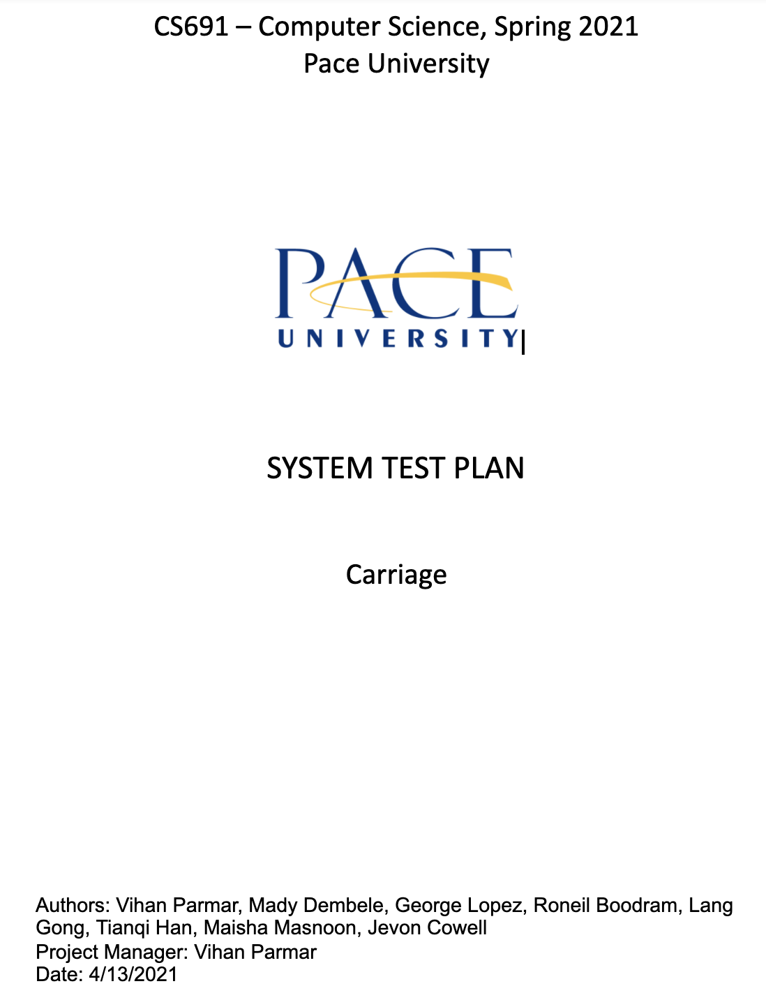 CS691 – Computer Science, Spring 2021
Pace University
PACE
UNIVERSITY
SYSTEM TEST PLAN
Carriage
Authors: Vihan Parmar, Mady Dembele, George Lopez, Roneil Boodram, Lang
Gong, Tianqi Han, Maisha Masnoon, Jevon Cowell
Project Manager: Vihan Parmar
Date: 4/13/2021